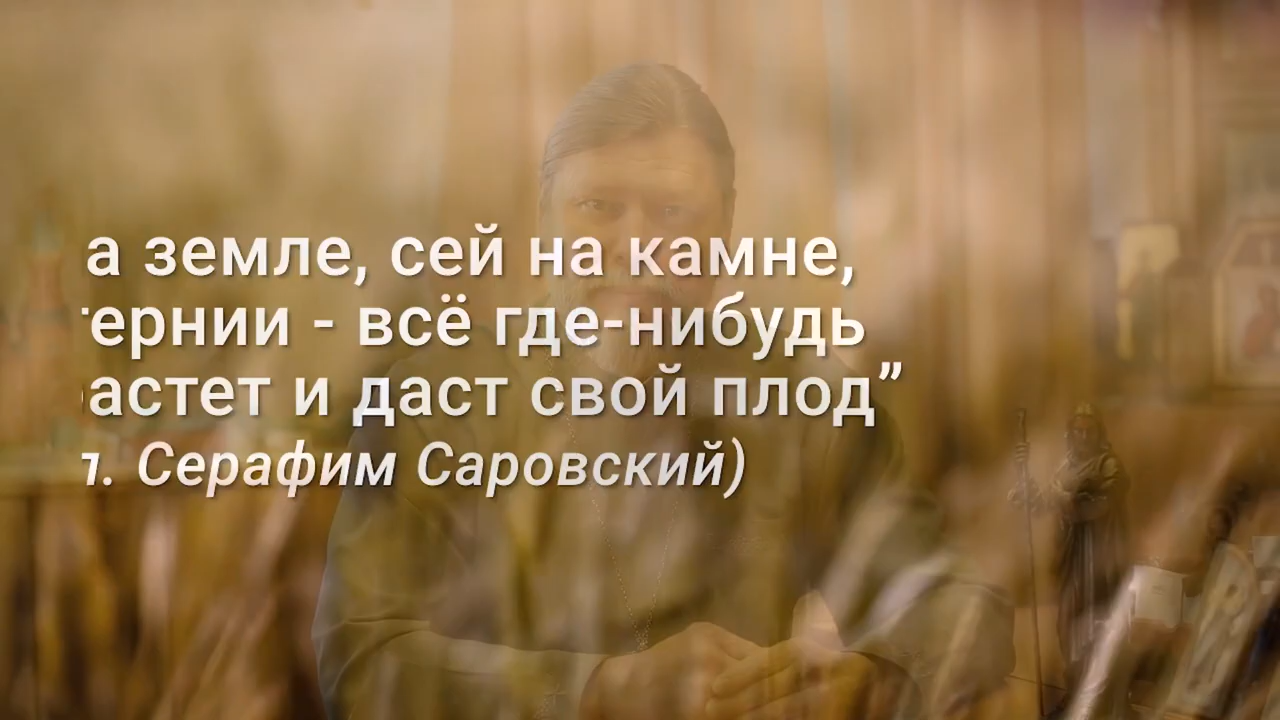 а земле, сей на камне,
ернии - всё где-нибудь
астет и даст свой плод”
п. Серафим Саровский)